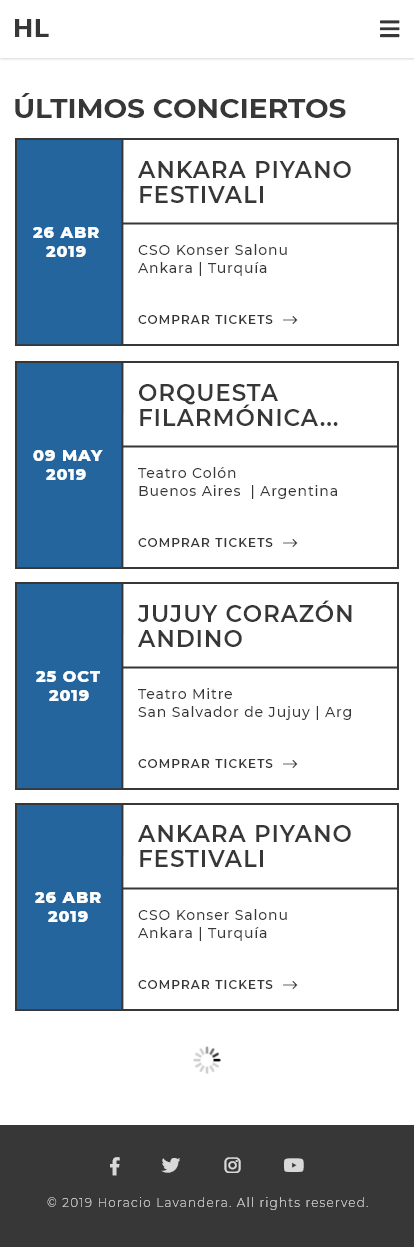 HL
ÚLTIMOS CONCIERTOS
26 ABR
2019
ANKARA PIYANO
FESTIVALI
CSO Konser Salonu
Ankara | Turquía
COMPRAR TICKETS
09 MAY
2019
ORQUESTA
FILARMÓNICA...
Teatro Colón
Buenos Aires | Argentina
COMPRAR TICKETS
25 OCT
2019
JUJUY CORAZÓN
ANDINO
Teatro Mitre
San Salvador de Jujuy | Arg
COMPRAR TICKETS
26 ABR
2019
ANKARA PIYANO
FESTIVALI
CSO Konser Salonu
Ankara | Turquía
COMPRAR TICKETS
© 2019 Horacio Lavandera. All rights reserved.